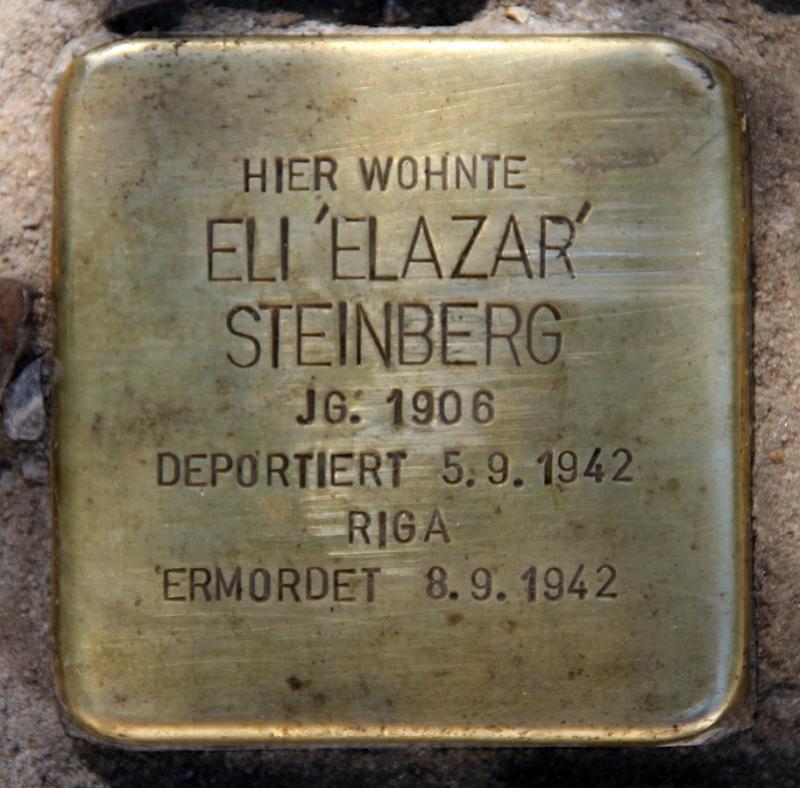 HIER WOHNTE
ELI 'ELAZAR'
STEINBERG
JG. 1906
DEPORTIERT 5.9.1942
RIGA
ERMORDET 8.9.1942